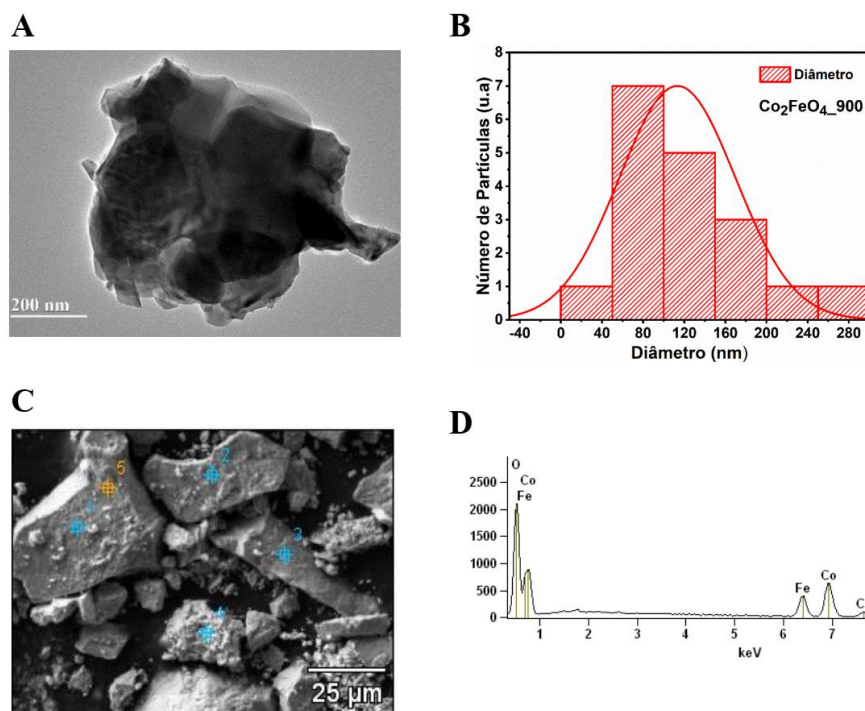 A
200 nm
B
Número de Partículas (u.a)
8
7
6
5
4
3
2
1
0
Diâmetro
Co₂FeO₄_900
-40 0 40 80 120 160 200 240 280
Diâmetro (nm)
C
5
2
1
3
25 µm
D
O
Co
Fe
2500
2000
1500
1000
500
0
Fe
Co
C
1 2 3 4 5 6 7
keV